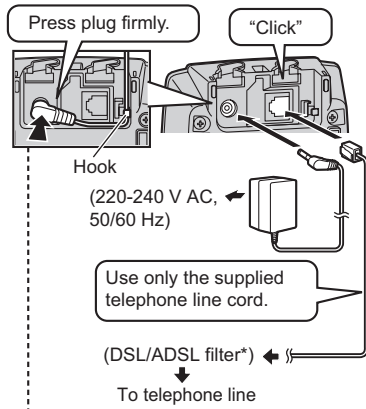 Press plug firmly.
“Click”
Hook
(220-240 V AC,
50/60 Hz)
Use only the supplied
telephone line cord.
(DSL/ADSL filter*)
To telephone line